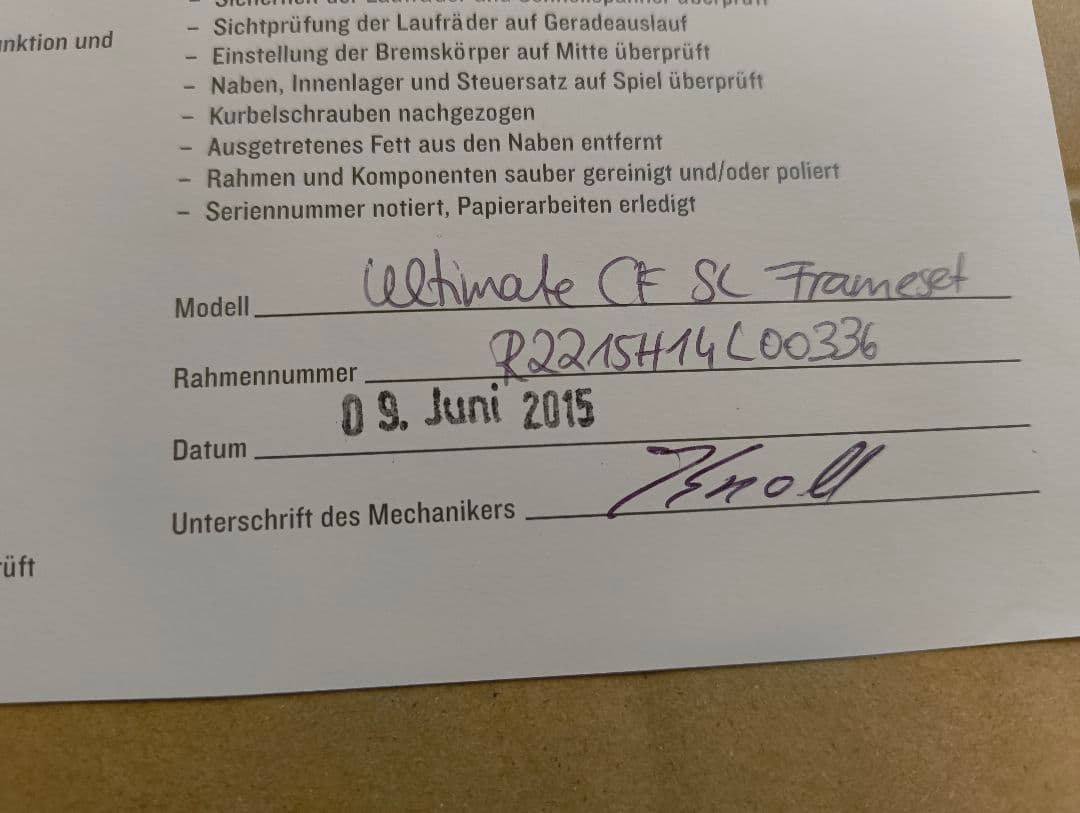 – Sichtprüfung der Laufräder auf Geradeauslauf
nktion und
– Einstellung der Bremskörper auf Mitte überprüft
– Naben, Innenlager und Steuersatz auf Spiel überprüft
– Kurbelschrauben nachgezogen
– Ausgetretenes Fett aus den Naben entfernt
– Rahmen und Komponenten sauber gereinigt und/oder poliert
– Seriennummer notiert, Papierarbeiten erledigt
Modell Ultimate CF SL Frameset
Rahmennummer R2215H14L00336
Datum 09. Juni 2015
Unterschrift des Mechanikers Knoll
üft